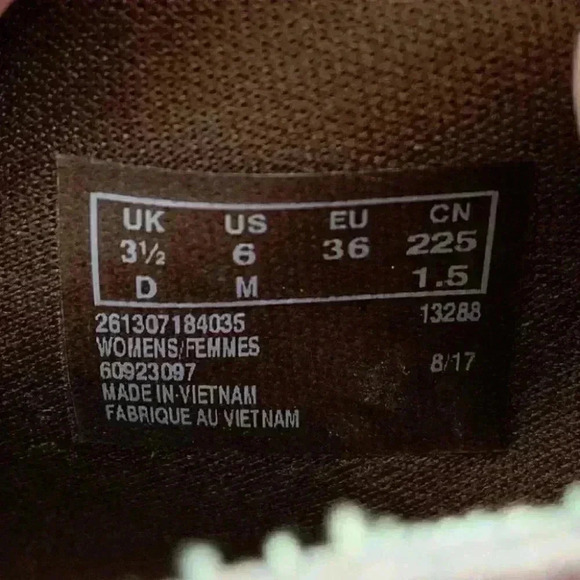 UK US EU CN
3½ 6 36 225
D M 1.5
261307184035 13288
WOMENS/FEMMES
60923097 8/17
MADE IN VIETNAM
FABRIQUE AU VIETNAM